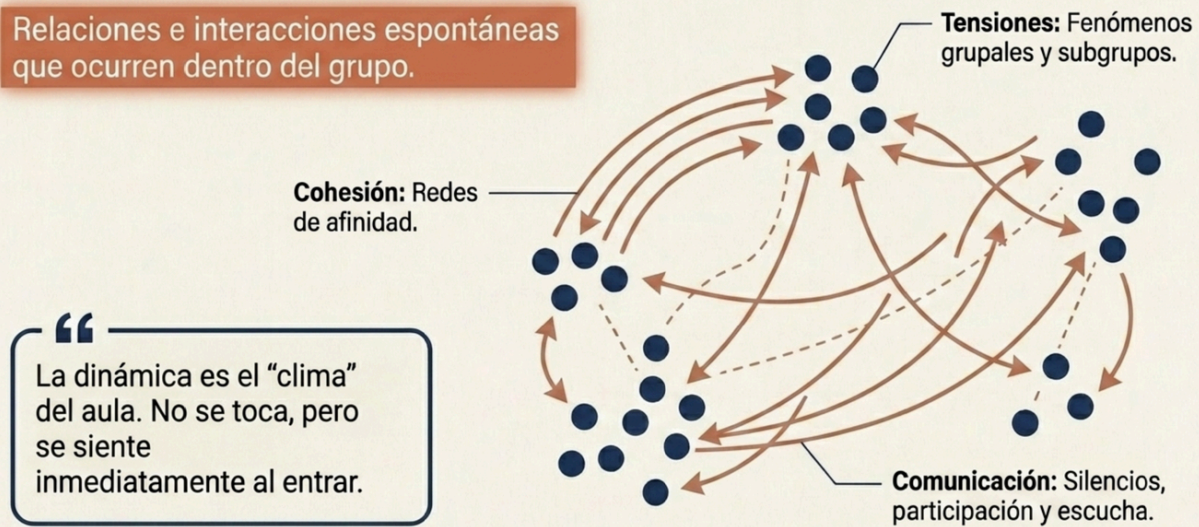 Relaciones e interacciones espontáneas
que ocurren dentro del grupo.
Tensiones: Fenómenos
grupales y subgrupos.
Cohesión: Redes
de afinidad.
“
La dinámica es el “clima”
del aula. No se toca, pero
se siente
inmediatamente al entrar.
Comunicación: Silencios,
participación y escucha.